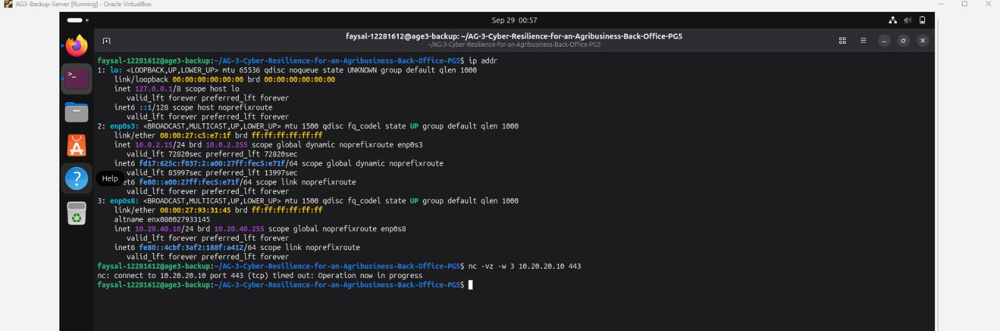 AG3-Backup-Server [Running] - Oracle VirtualBox
Sep 29 00:57
faysal-12281612@age3-backup: ~/AG-3-Cyber-Resilience-for-an-Agribusiness-Back-Office-PG5
~/AG-3-Cyber-Resilience-for-an-Agribusiness-Back-Office-PG5
faysal-12281612@age3-backup:~/AG-3-Cyber-Resilience-for-an-Agribusiness-Back-Office-PG5$ ip addr
1: lo: <LOOPBACK,UP,LOWER_UP> mtu 65536 qdisc noqueue state UNKNOWN group default qlen 1000
link/loopback 00:00:00:00:00:00 brd 00:00:00:00:00:00
inet 127.0.0.1/8 scope host lo
valid_lft forever preferred_lft forever
inet6 ::1/128 scope host noprefixroute
valid_lft forever preferred_lft forever
2: enp0s3: <BROADCAST,MULTICAST,UP,LOWER_UP> mtu 1500 qdisc fq_codel state UP group default qlen 1000
link/ether 08:00:27:c5:e7:1f brd ff:ff:ff:ff:ff:ff
inet 10.0.2.15/24 brd 10.0.2.255 scope global dynamic noprefixroute enp0s3
valid_lft 72820sec preferred_lft 72820sec
inet6 fd17:625c:f037:2:a00:27ff:fec5:e71f/64 scope global dynamic noprefixroute
valid_lft 85997sec preferred_lft 13997sec
Help
et6 fe80::a00:27ff:fec5:e71f/64 scope link noprefixroute
valid_lft forever preferred_lft forever
3: enp0s8: <BROADCAST,MULTICAST,UP,LOWER_UP> mtu 1500 qdisc fq_codel state UP group default qlen 1000
link/ether 08:00:27:93:31:45 brd ff:ff:ff:ff:ff:ff
altname enx080027933145
inet 10.20.40.10/24 brd 10.20.40.255 scope global noprefixroute enp0s8
valid_lft forever preferred_lft forever
inet6 fe80::4cbf:3af2:188f:a412/64 scope link noprefixroute
valid_lft forever preferred_lft forever
faysal-12281612@age3-backup:~/AG-3-Cyber-Resilience-for-an-Agribusiness-Back-Office-PG5$ nc -vz -w 3 10.20.20.10 443
nc: connect to 10.20.20.10 port 443 (tcp) timed out: Operation now in progress
faysal-12281612@age3-backup:~/AG-3-Cyber-Resilience-for-an-Agribusiness-Back-Office-PG5$